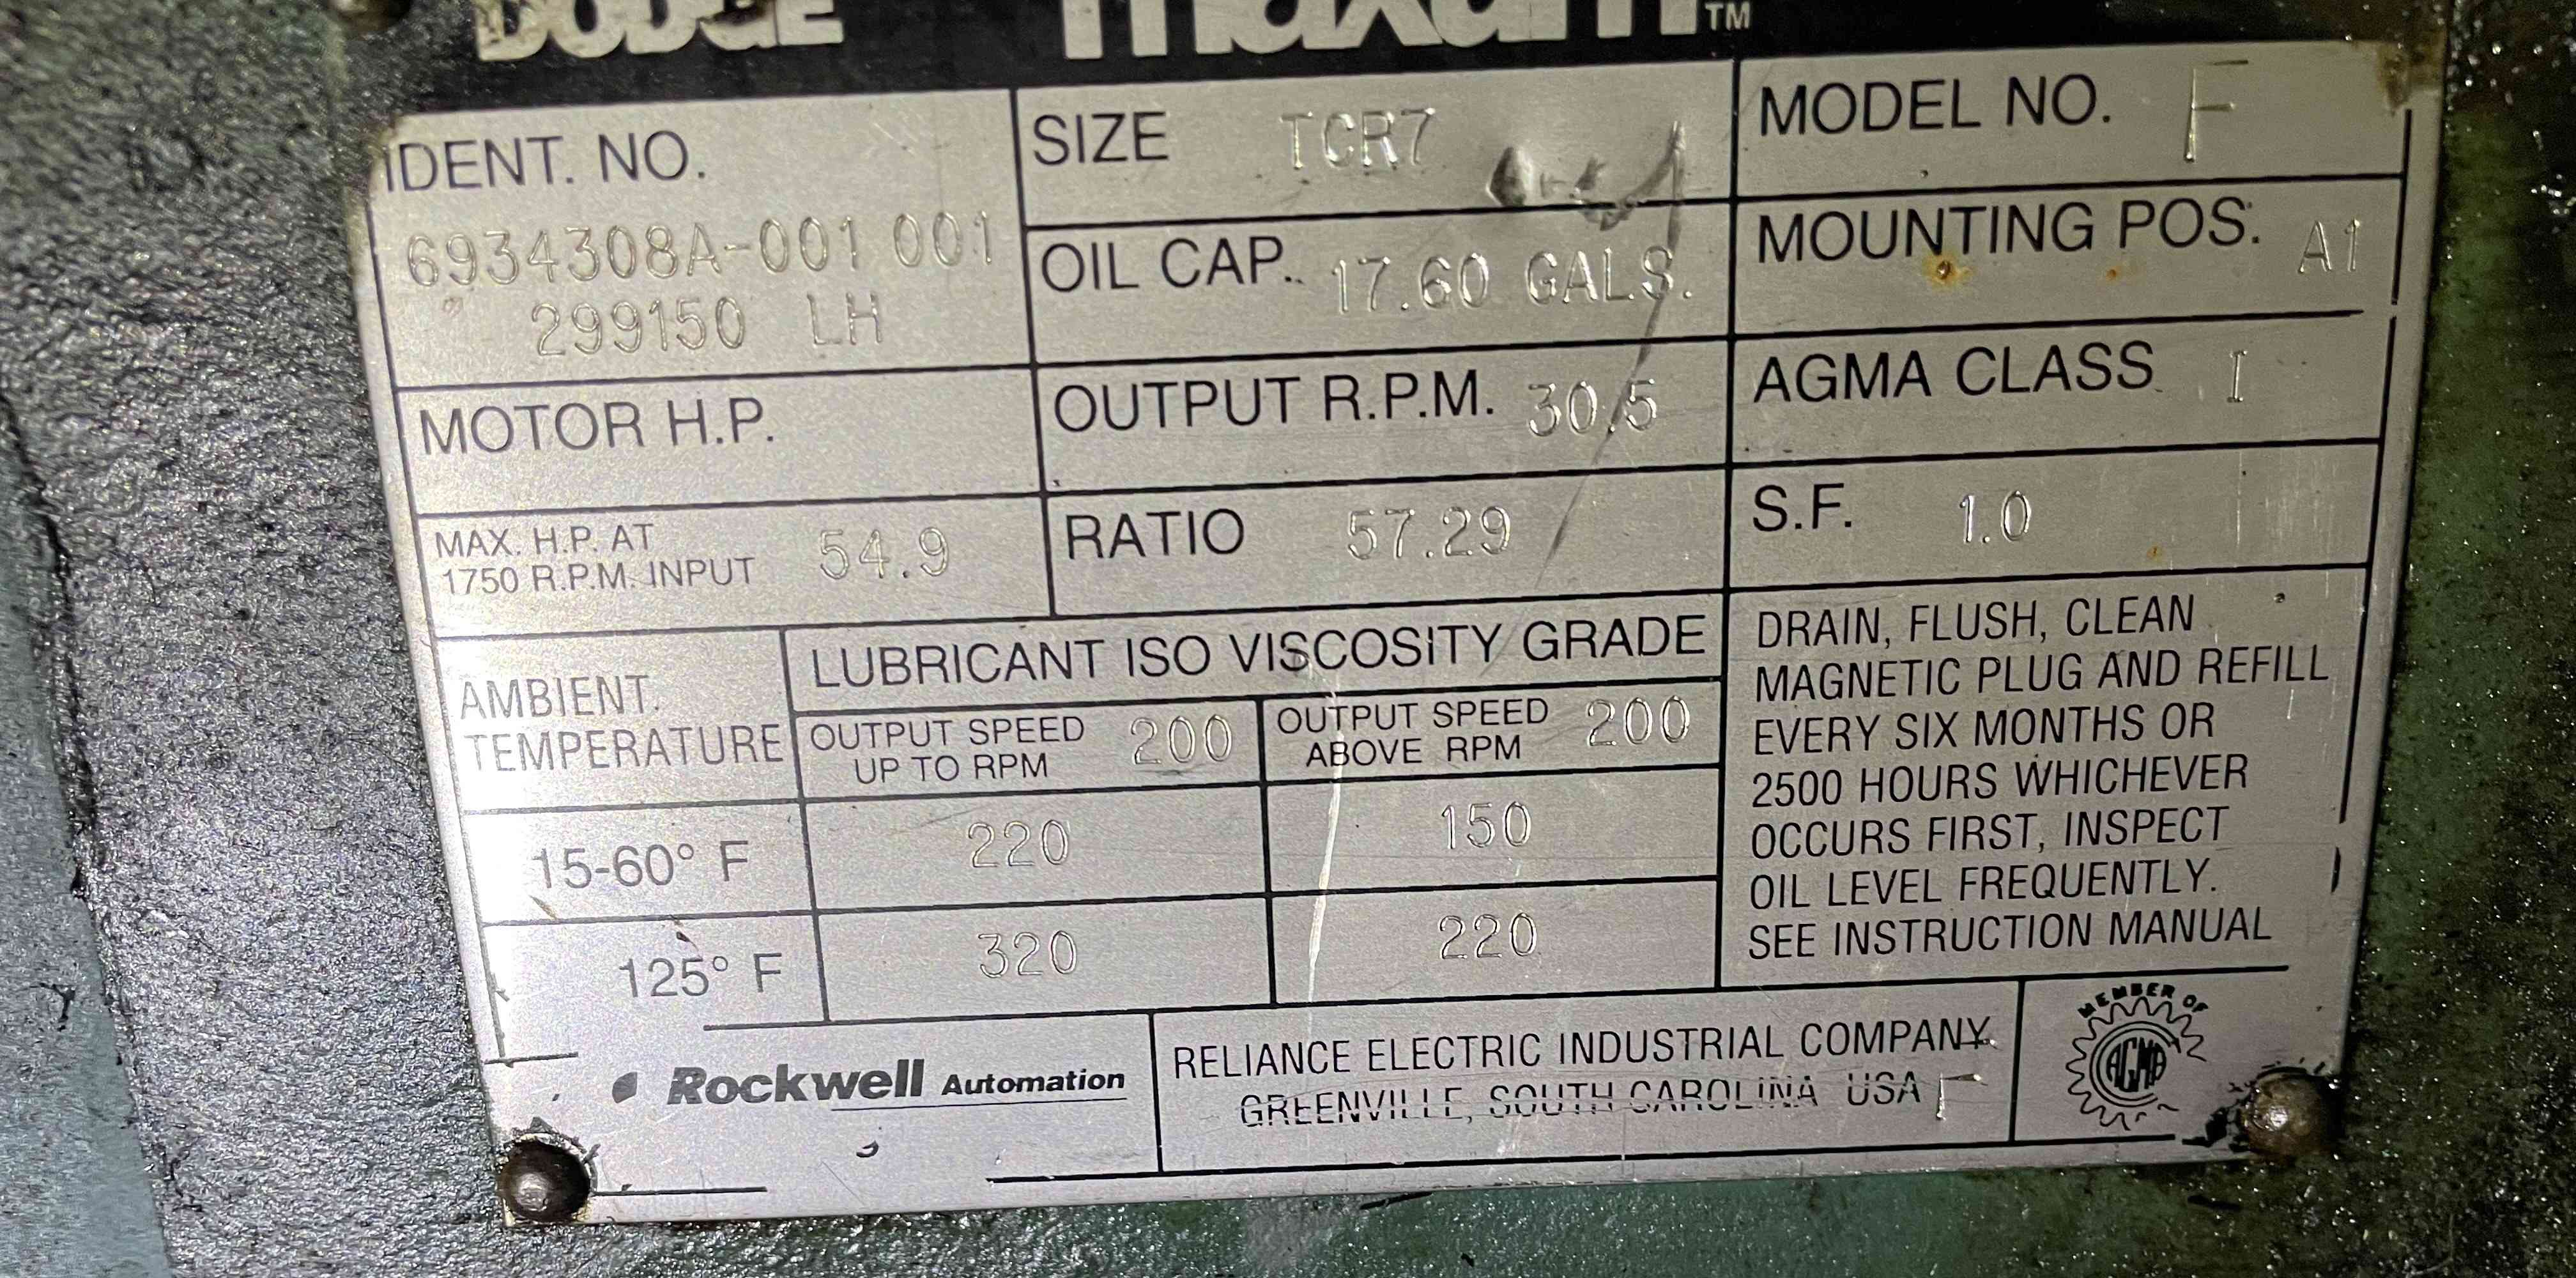 DODGE maxum™
IDENT. NO.
6934308A-001 001
299150 LH
SIZE TCR7
MODEL NO. F
OIL CAP. 17.60 GALS.
MOUNTING POS. A1
MOTOR H.P.
OUTPUT R.P.M. 30.5
AGMA CLASS I
MAX. H.P. AT
1750 R.P.M. INPUT 54.9
RATIO 57.29
S.F. 1.0
AMBIENT
TEMPERATURE
LUBRICANT ISO VISCOSITY GRADE
OUTPUT SPEED
UP TO RPM 200
OUTPUT SPEED
ABOVE RPM 200
15-60° F 220 150
125° F 320 220
DRAIN, FLUSH, CLEAN
MAGNETIC PLUG AND REFILL
EVERY SIX MONTHS OR
2500 HOURS WHICHEVER
OCCURS FIRST, INSPECT
OIL LEVEL FREQUENTLY.
SEE INSTRUCTION MANUAL
Rockwell Automation
RELIANCE ELECTRIC INDUSTRIAL COMPANY
GREENVILLE, SOUTH CAROLINA USA F
MEMBER OF
AGMA